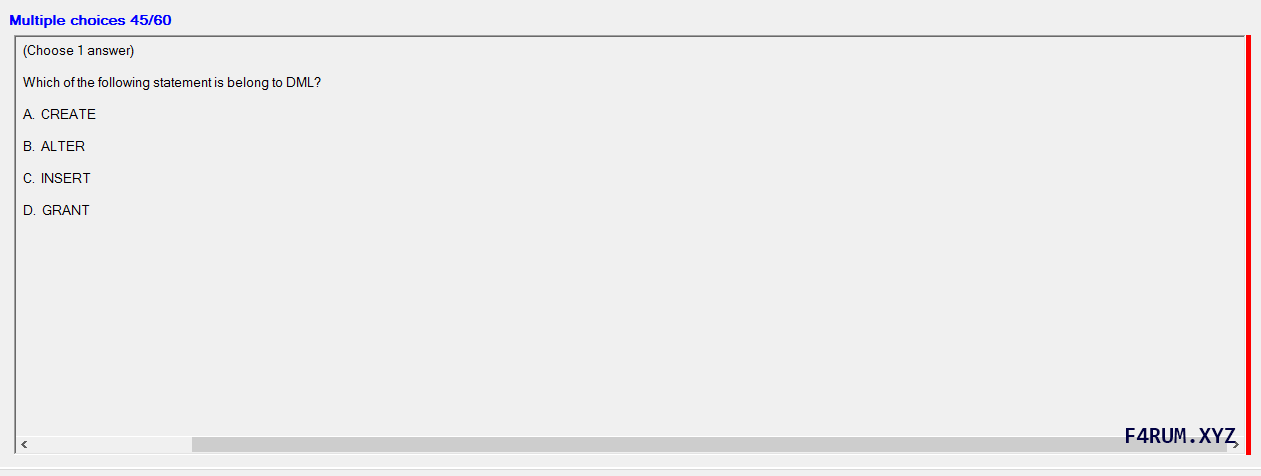 Multiple choices 45/60
(Choose 1 answer)
Which of the following statement is belong to DML?
A. CREATE
B. ALTER
C. INSERT
D. GRANT
F4RUM.XYZ